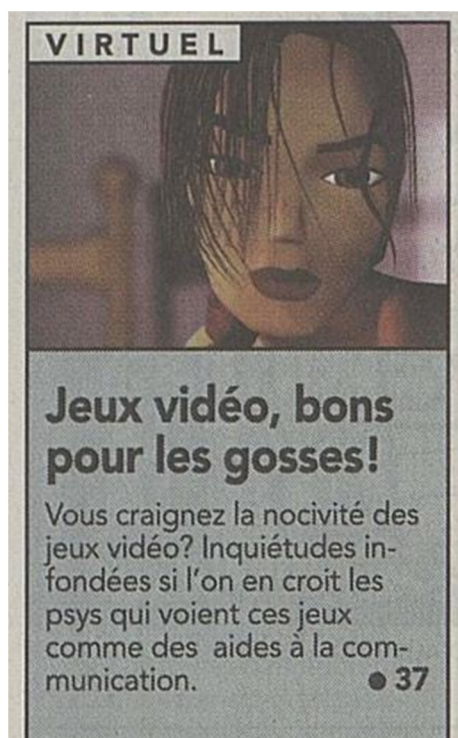 VIRTUEL
Jeux vidéo, bons
pour les gosses!
Vous craignez la nocivité des
jeux vidéo? Inquiétudes in-
fondées si l'on en croit les
psys qui voient ces jeux
comme des aides à la com-
munication. ● 37